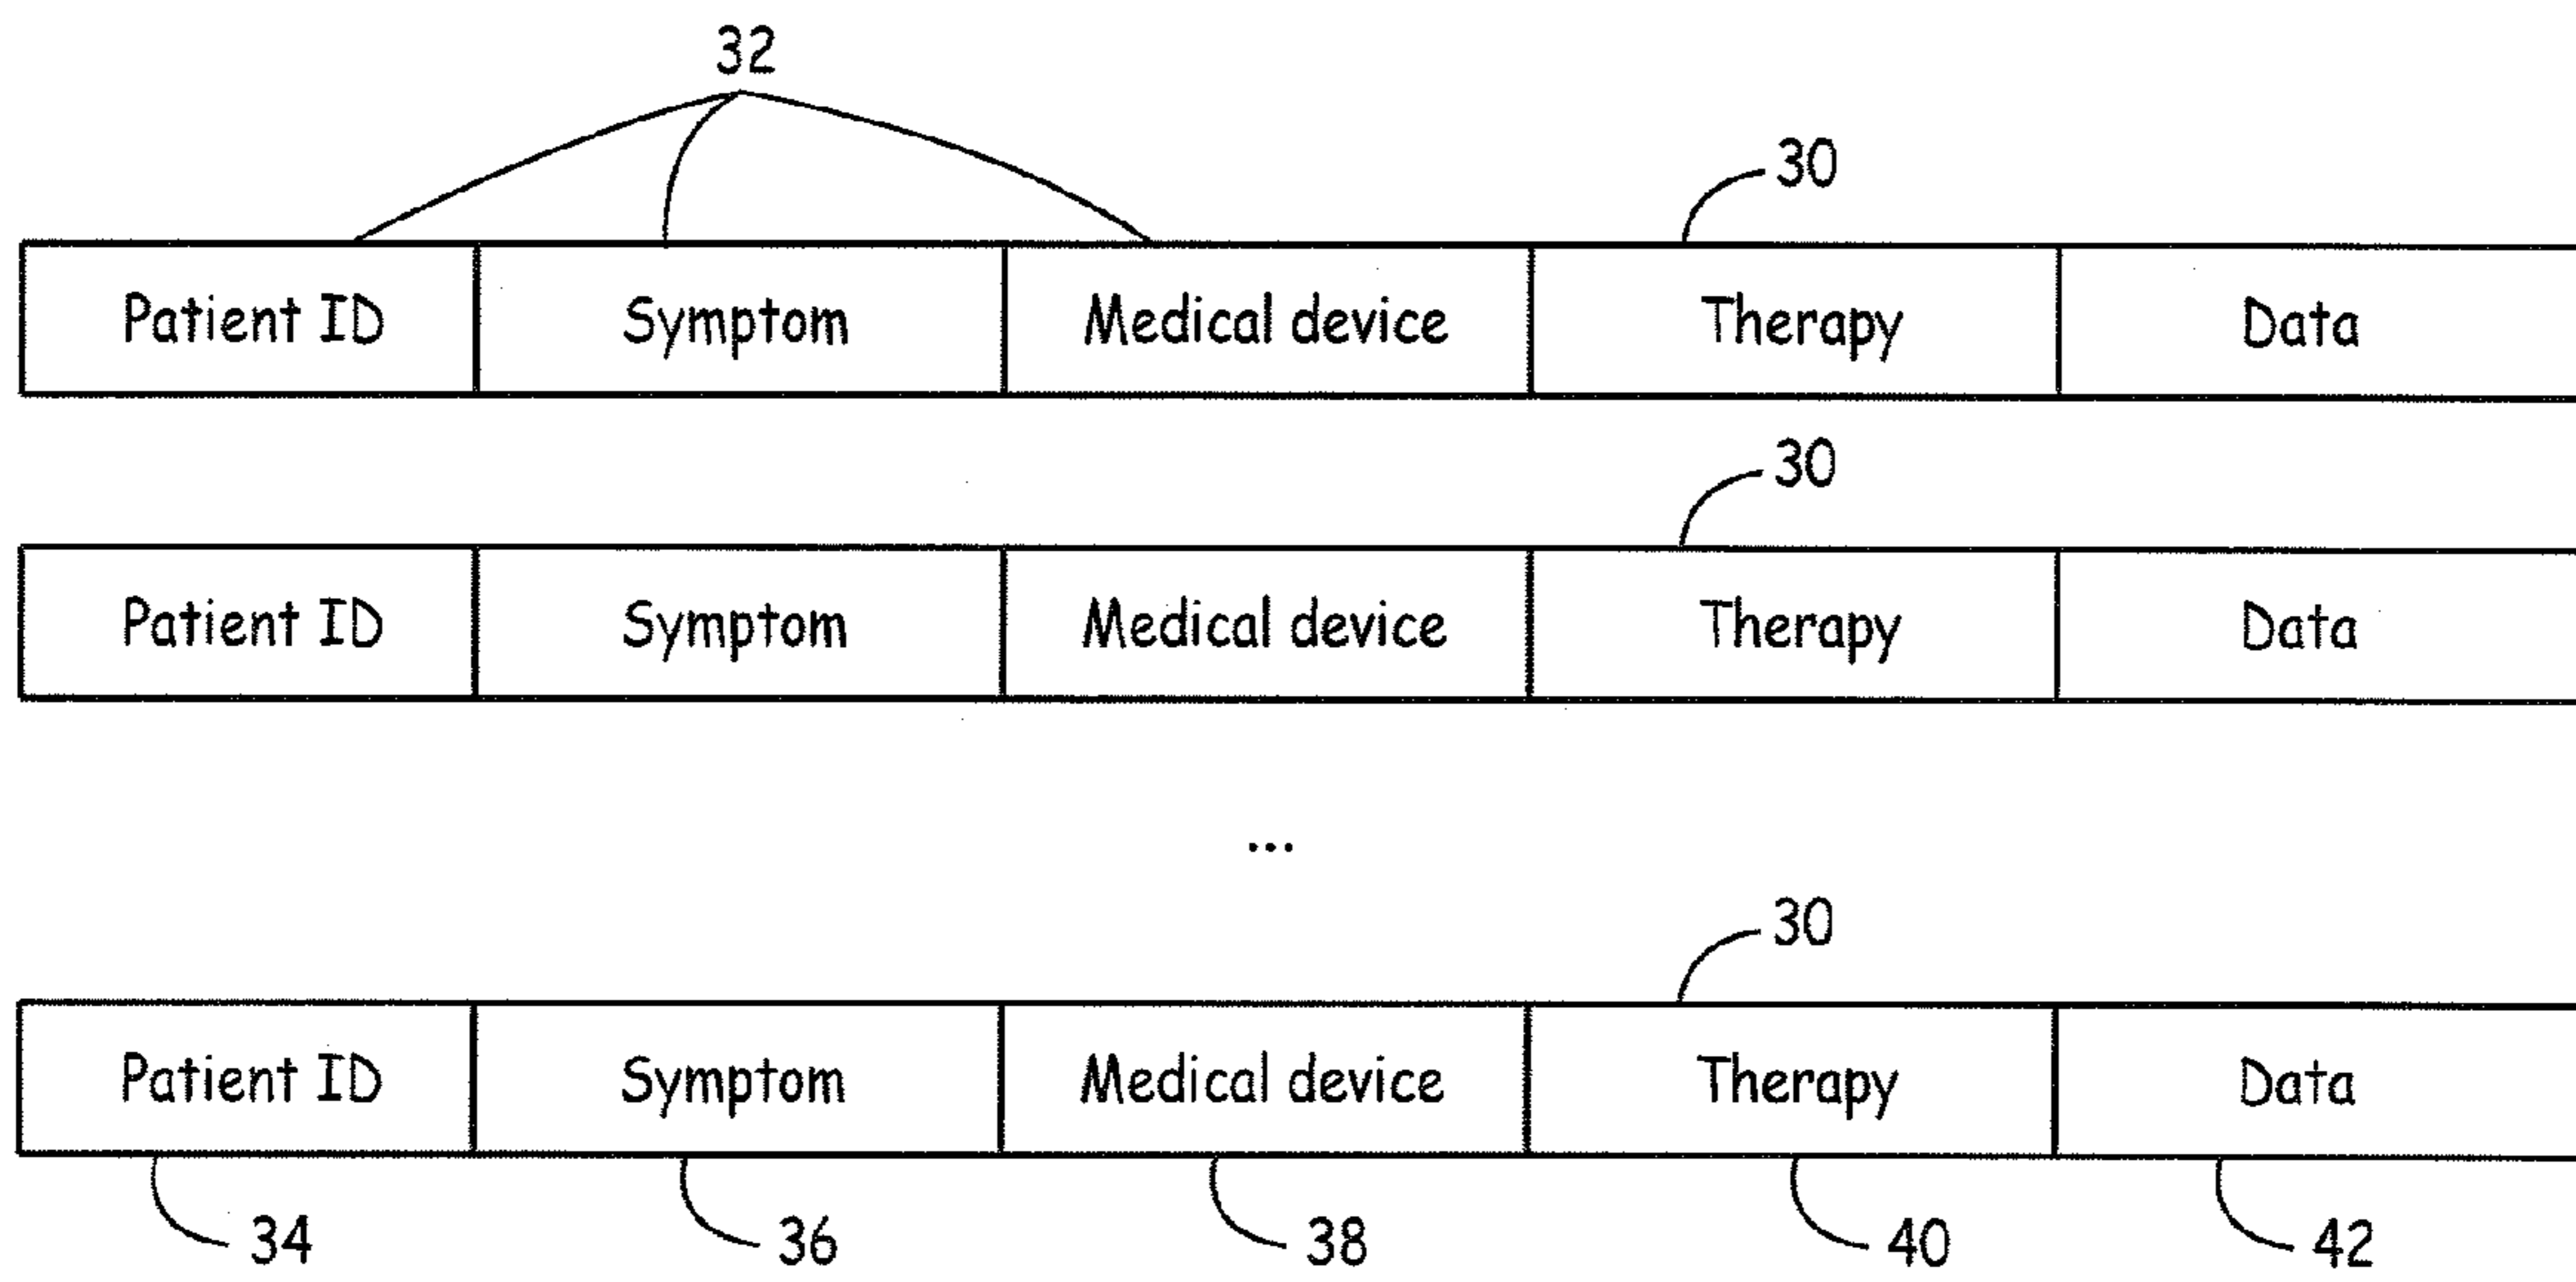 32
30
Patient ID Symptom Medical device Therapy Data
30
Patient ID Symptom Medical device Therapy Data
...
30
Patient ID Symptom Medical device Therapy Data
34 36 38 40 42